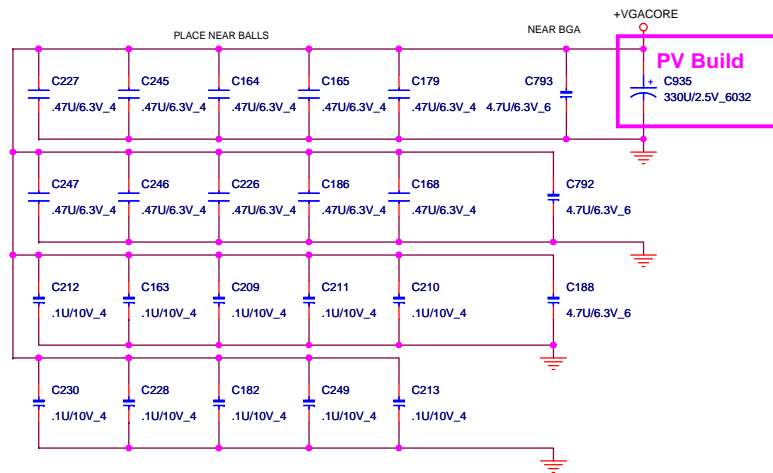 +VGACORE
PLACE NEAR BALLS
NEAR BGA
PV Build
C227
.47U/6.3V_4
C245
.47U/6.3V_4
C164
.47U/6.3V_4
C165
.47U/6.3V_4
C179
.47U/6.3V_4
C793
4.7U/6.3V_6
C935
+
330U/2.5V_6032
C247
.47U/6.3V_4
C246
.47U/6.3V_4
C226
.47U/6.3V_4
C186
.47U/6.3V_4
C168
.47U/6.3V_4
C792
4.7U/6.3V_6
C212
.1U/10V_4
C163
.1U/10V_4
C209
.1U/10V_4
C211
.1U/10V_4
C210
.1U/10V_4
C188
4.7U/6.3V_6
C230
.1U/10V_4
C228
.1U/10V_4
C182
.1U/10V_4
C249
.1U/10V_4
C213
.1U/10V_4